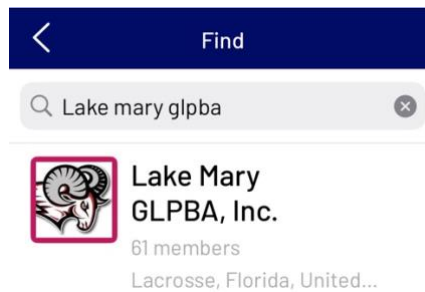 Find
Lake mary glpba
Lake Mary
GLPBA, Inc.
61 members
Lacrosse, Florida, United...